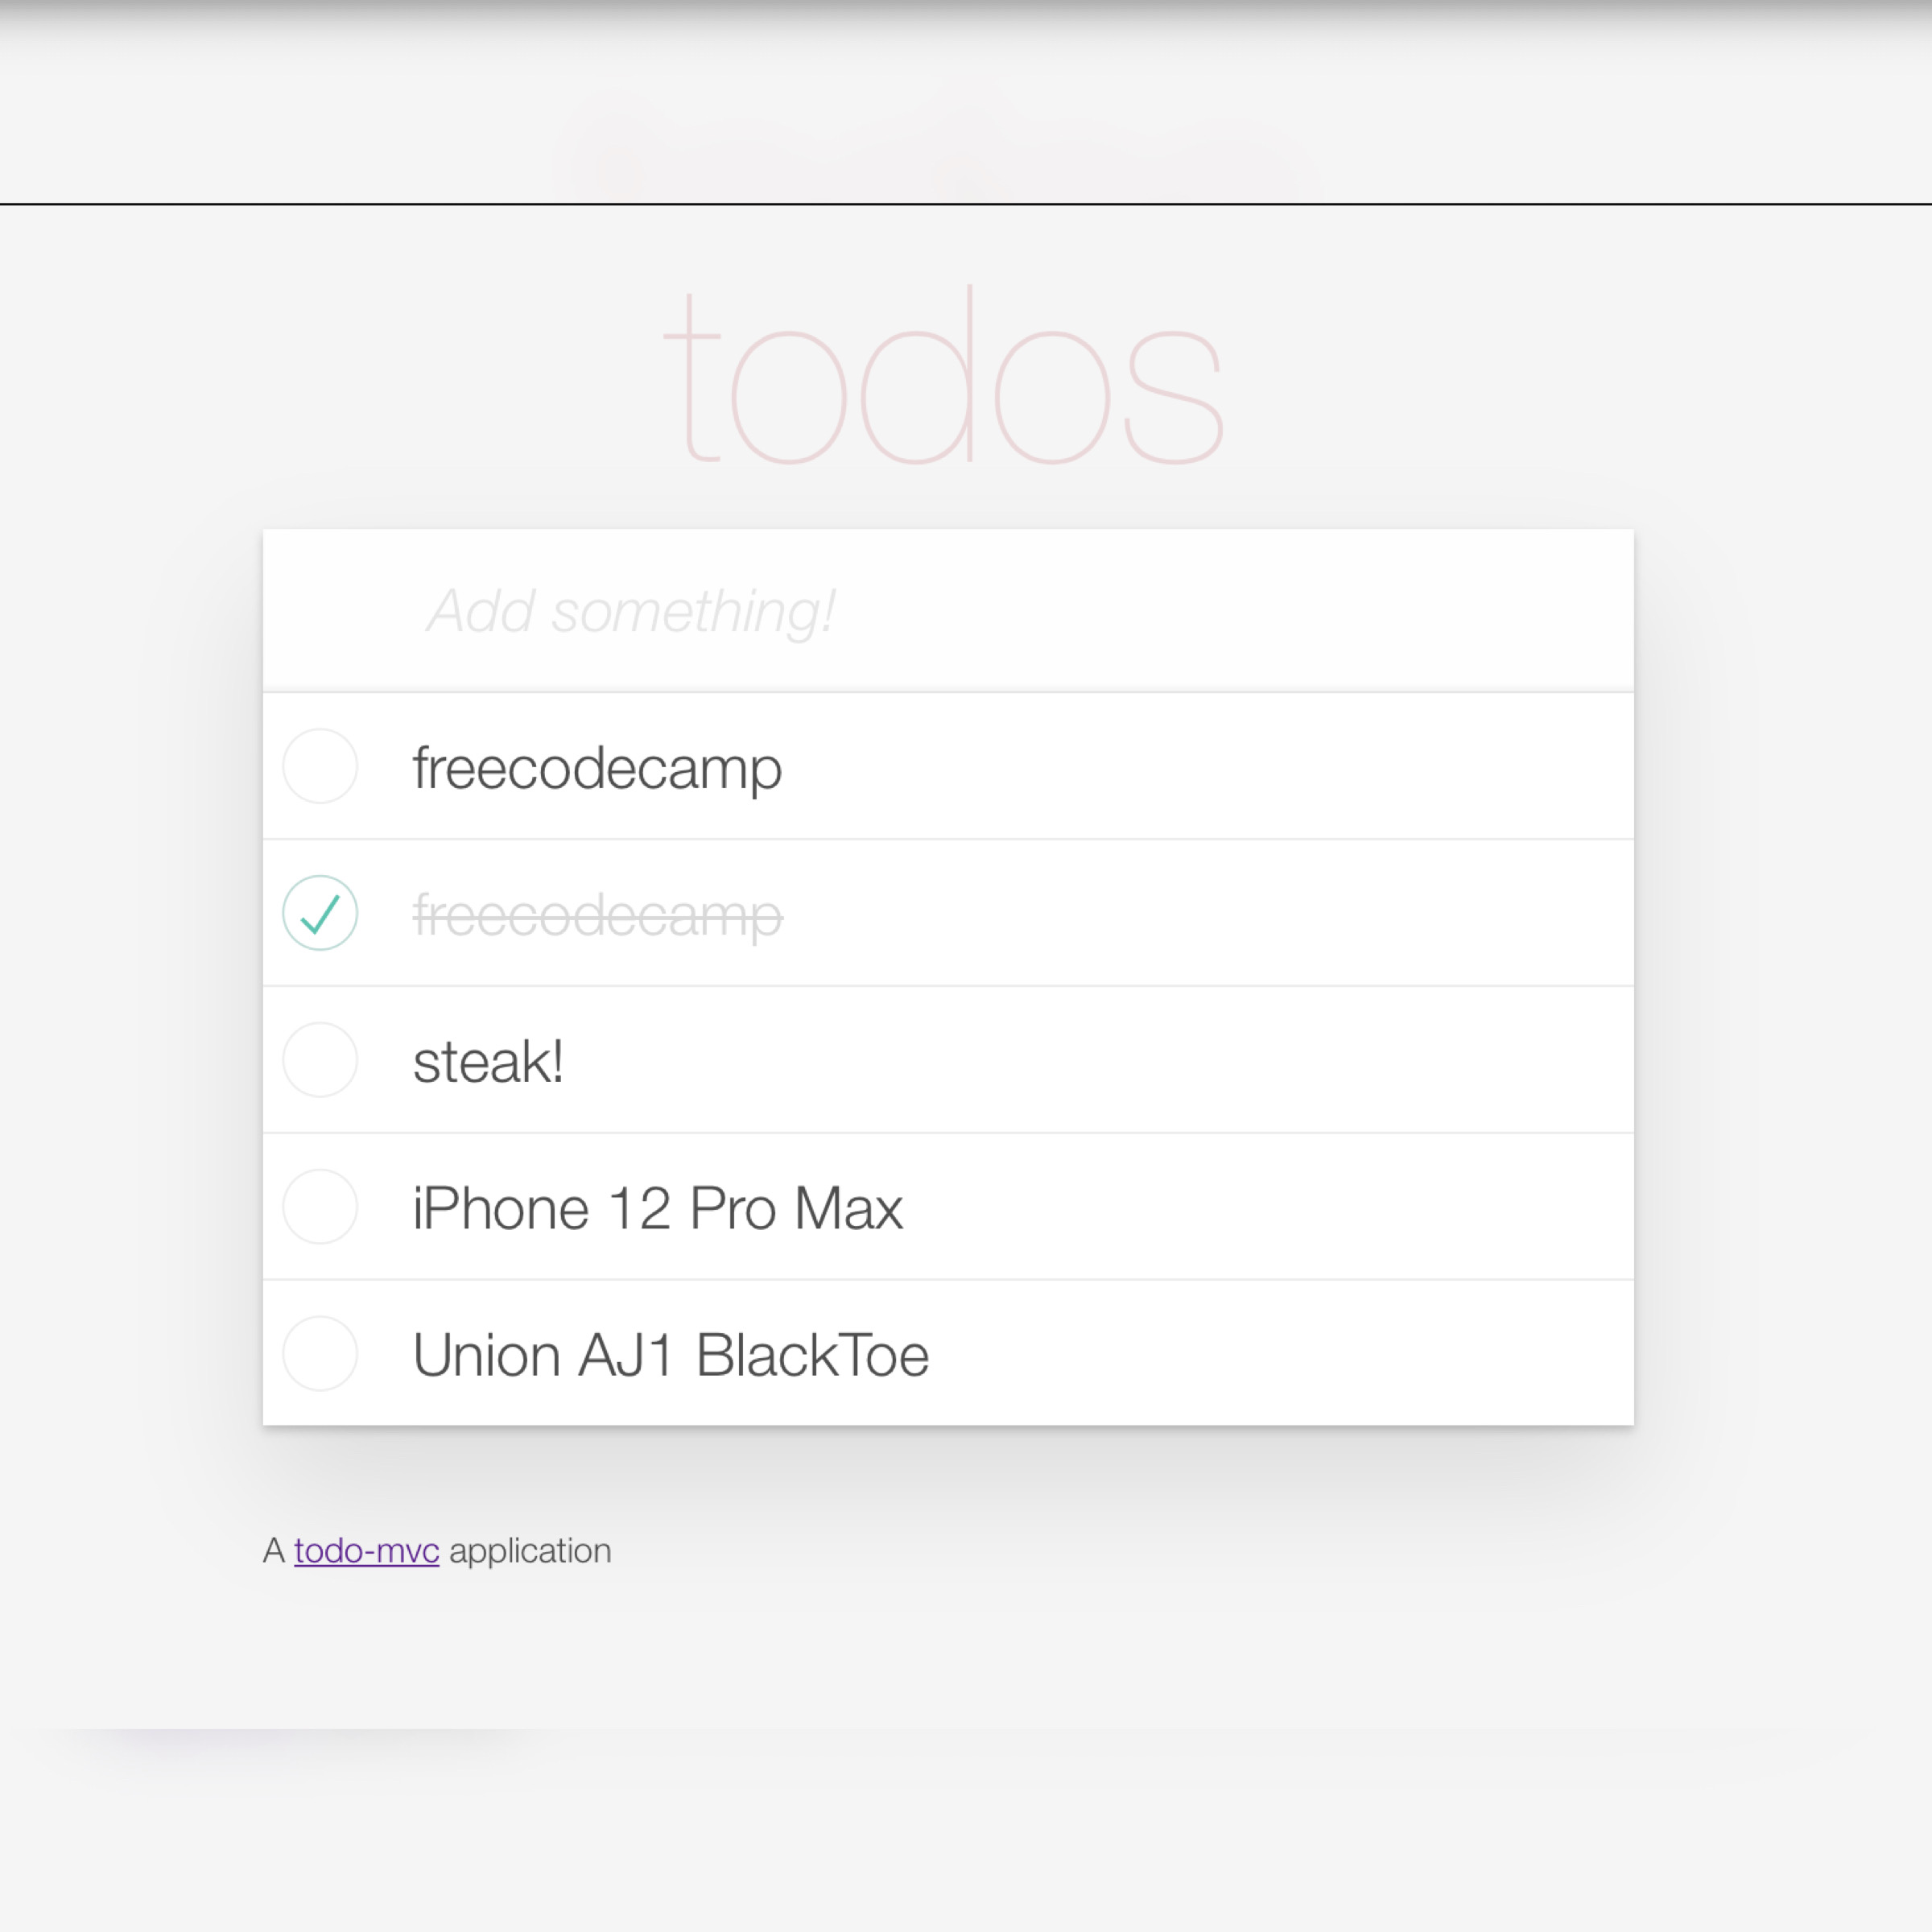 todos
Add something!
freecodecamp
freecodecamp
steak!
iPhone 12 Pro Max
Union AJ1 BlackToe
A todo-mvc application